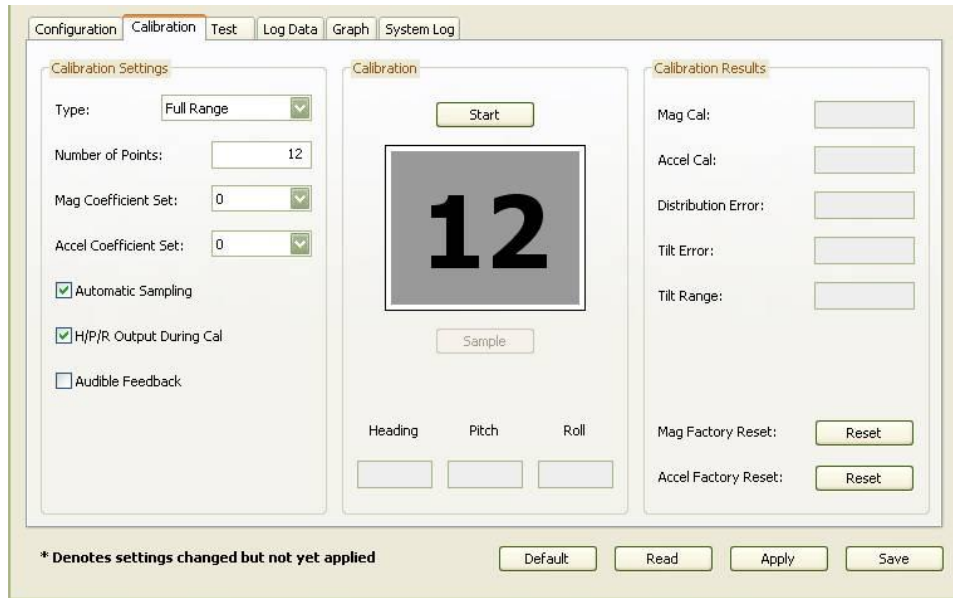 Configuration Calibration Test Log Data Graph System Log
Calibration Settings
Type: Full Range
Number of Points: 12
Mag Coefficient Set: 0
Accel Coefficient Set: 0
Automatic Sampling
H/P/R Output During Cal
Audible Feedback
Calibration
Start
12
Sample
Heading Pitch Roll
Calibration Results
Mag Cal:
Accel Cal:
Distribution Error:
Tilt Error:
Tilt Range:
Mag Factory Reset: Reset
Accel Factory Reset: Reset
* Denotes settings changed but not yet applied
Default Read Apply Save